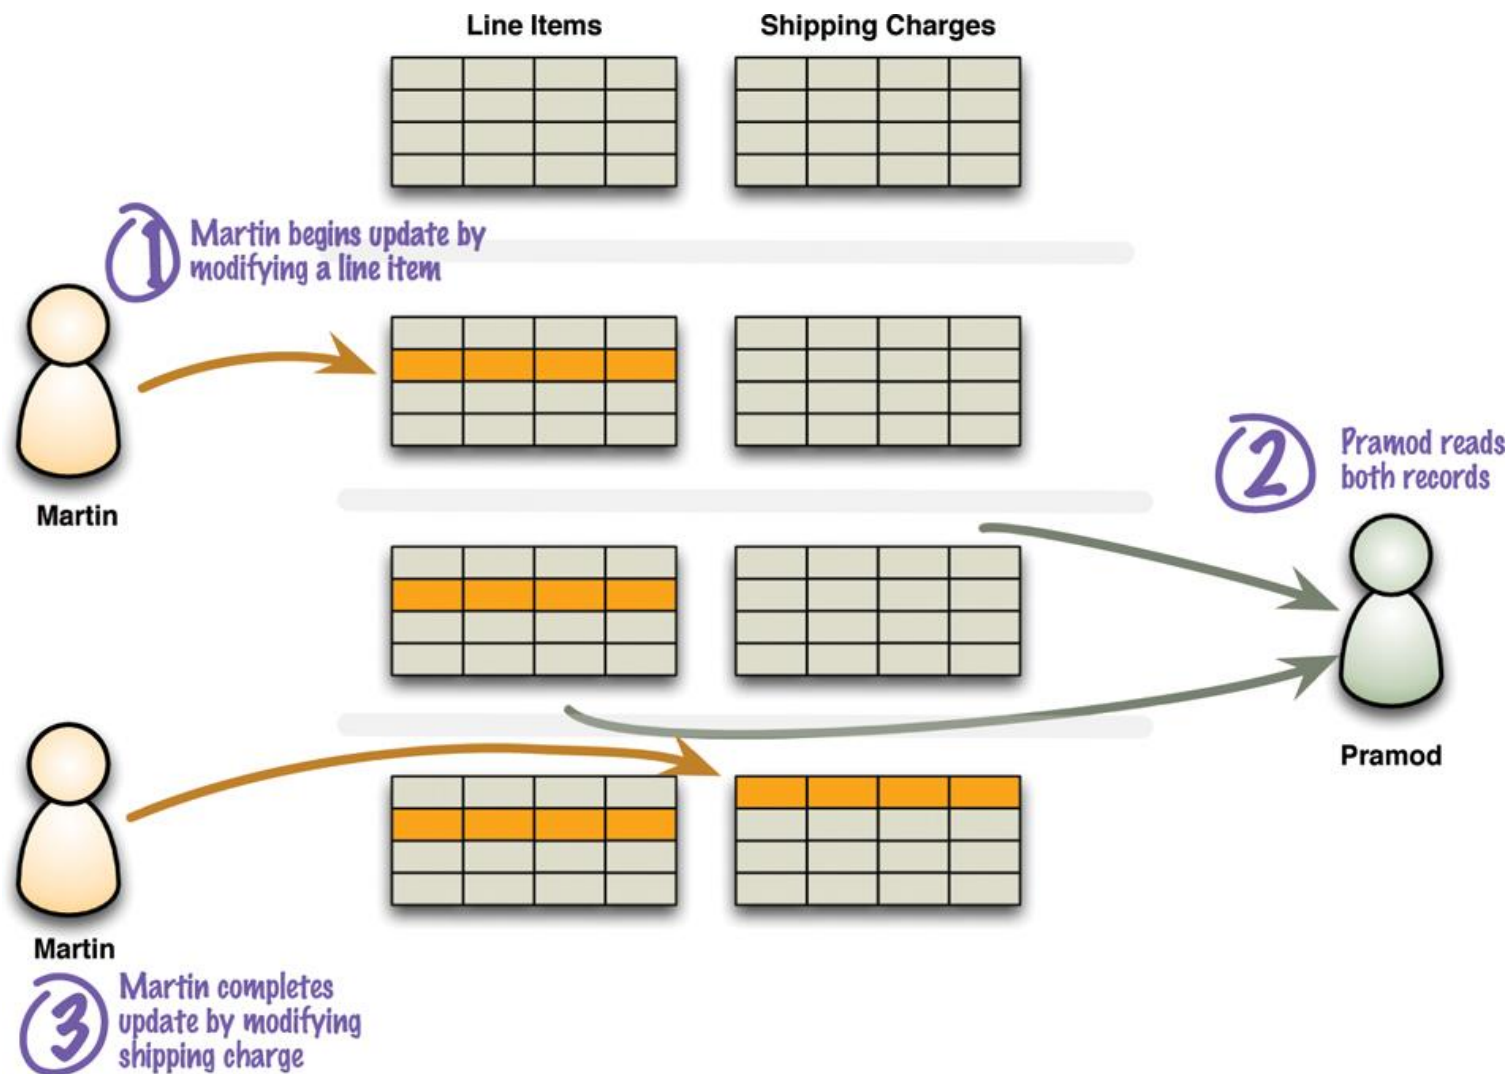 Line Items
Shipping Charges
1
Martin begins update by
modifying a line item
Martin
2
Pramod reads
both records
Pramod
Martin
3
Martin completes
update by modifying
shipping charge